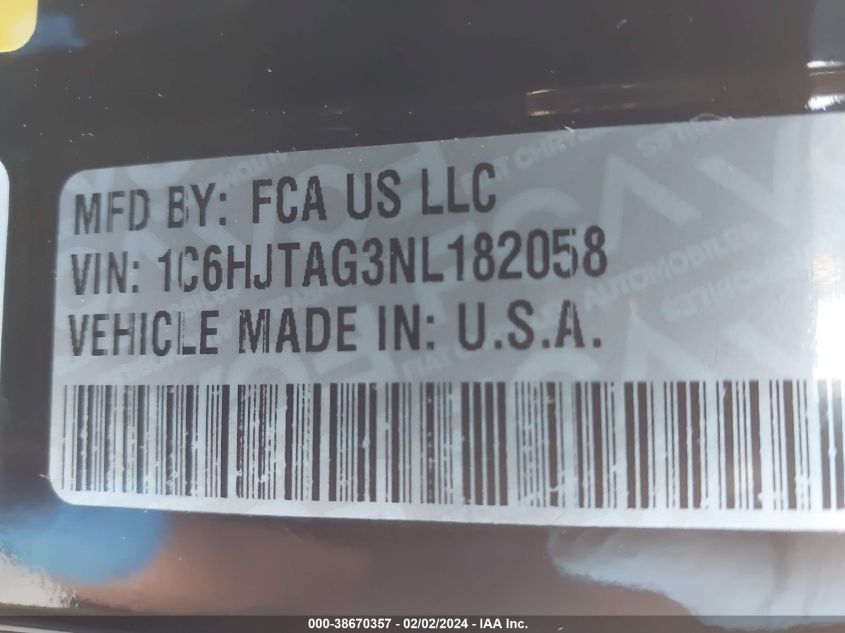 MFD BY: FCA US LLC
VIN: 1C6HJTAG3NL182058
VEHICLE MADE IN: U.S.A.
000-38670357 - 02/02/2024 - IAA Inc.